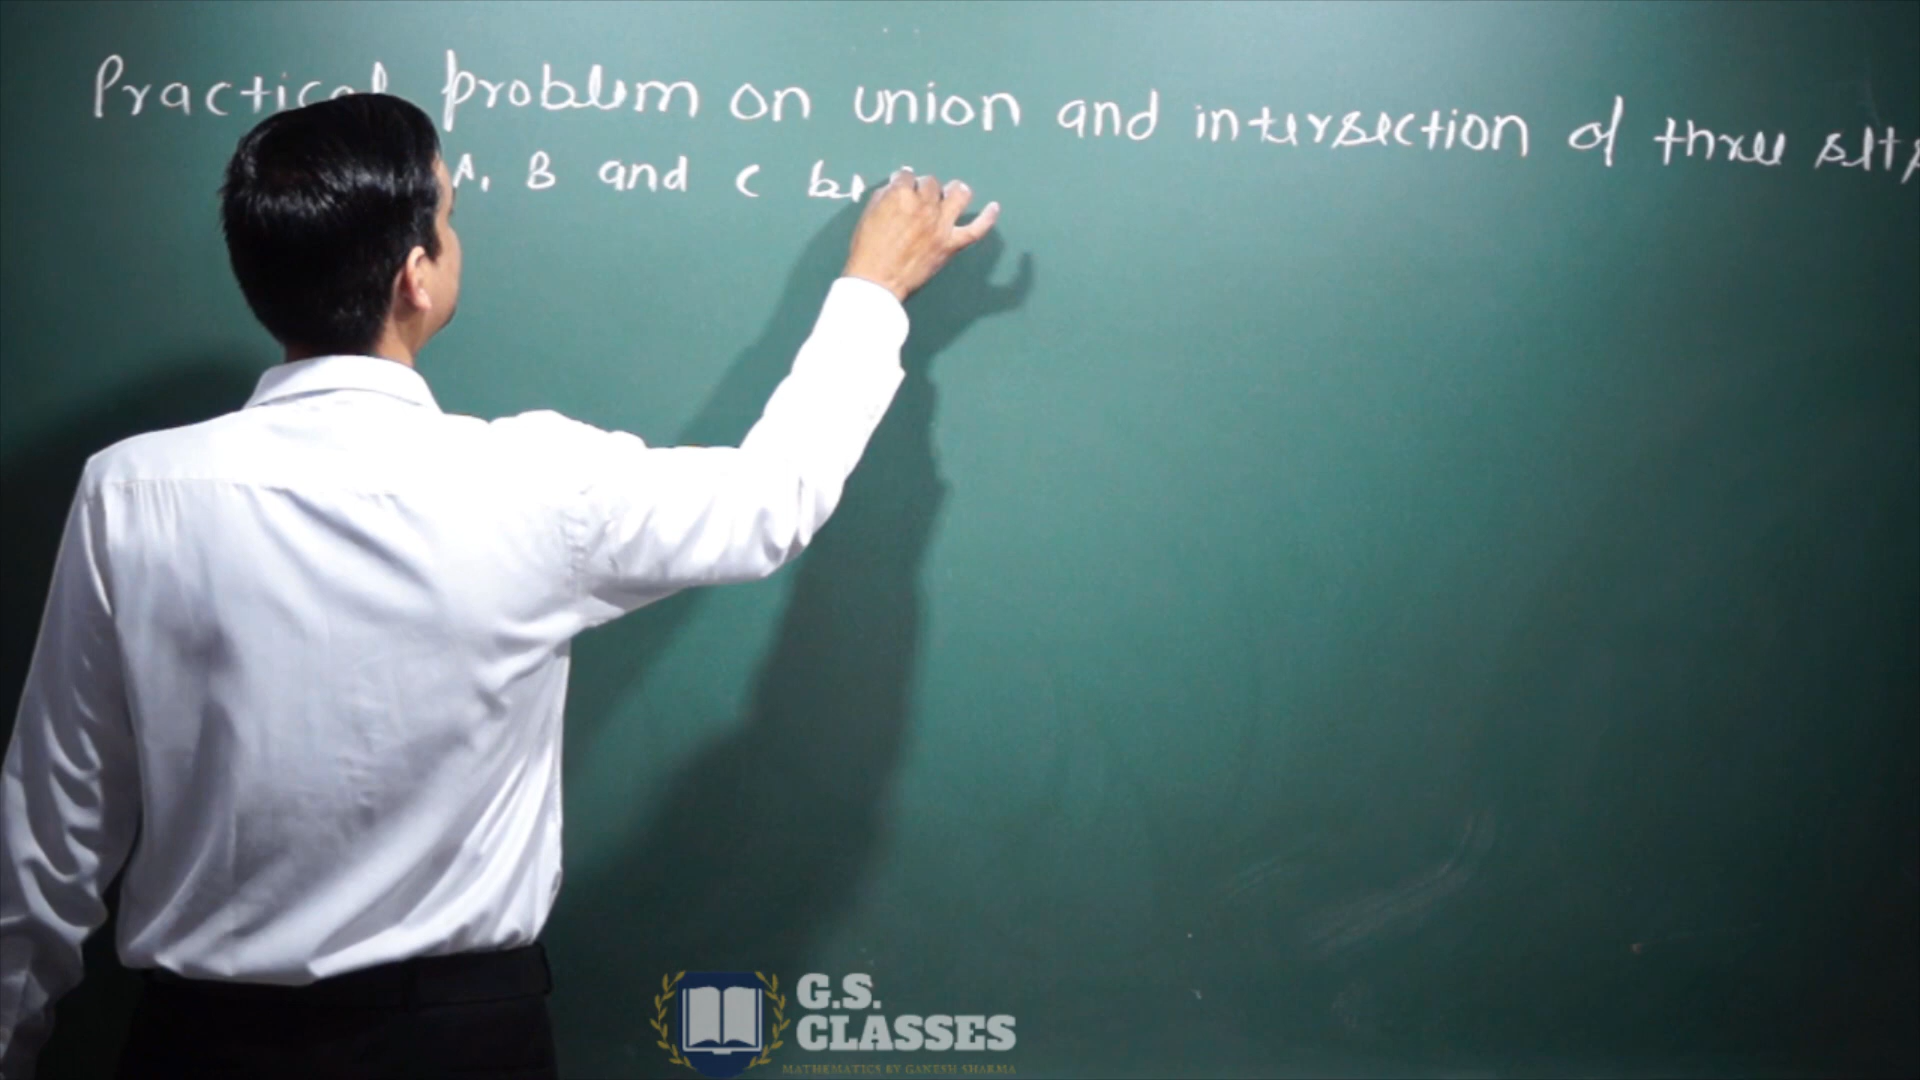 Practical problem on union and intersection of three sets
A, B and C be
G.S.
CLASSES
MATHEMATICS BY GANESH SHARMA